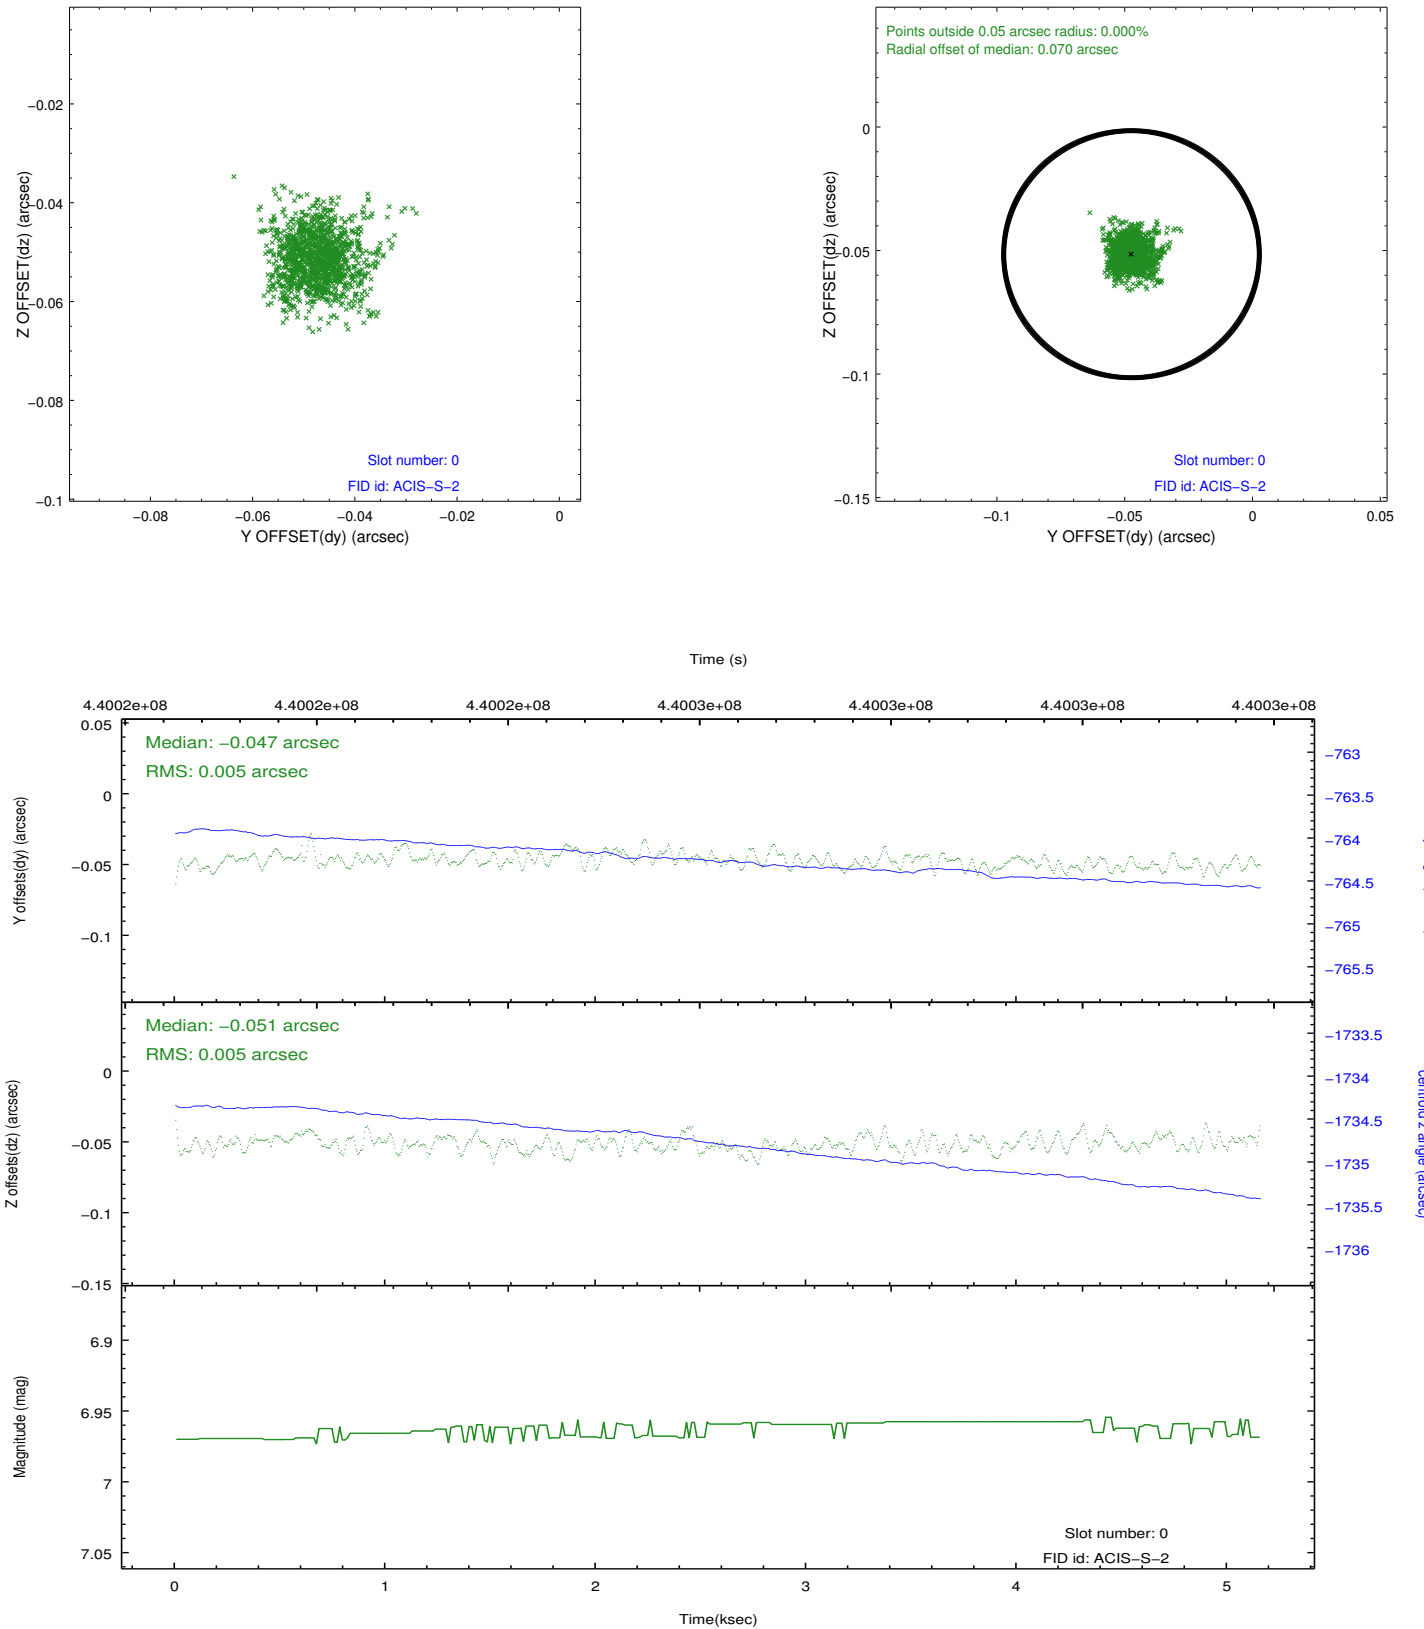 −0.02
−0.04
−0.06
−0.08
−0.1
Z OFFSET(dz) (arcsec)
Slot number: 0
FID id: ACIS−S−2
−0.08 −0.06 −0.04 −0.02 0
Y OFFSET(dy) (arcsec)
Points outside 0.05 arcsec radius: 0.000%
Radial offset of median: 0.070 arcsec
0
−0.05
−0.1
−0.15
Z OFFSET(dz) (arcsec)
Slot number: 0
FID id: ACIS−S−2
−0.1 −0.05 0 0.05
Y OFFSET(dy) (arcsec)
Time (s)
4.4002e+08 4.4002e+08 4.4002e+08 4.4003e+08 4.4003e+08 4.4003e+08 4.4003e+08
0.05
0
−0.05
−0.1
Y offsets(dy) (arcsec)
Median: −0.047 arcsec
RMS: 0.005 arcsec
−763
−763.5
−764
−764.5
−765
−765.5
0
−0.05
−0.1
−0.15
Z offsets(dz) (arcsec)
Median: −0.051 arcsec
RMS: 0.005 arcsec
−1733.5
−1734
−1734.5
−1735
−1735.5
−1736
centroid z angle (arcsec)
6.9
6.95
7
7.05
Magnitude (mag)
Slot number: 0
FID id: ACIS−S−2
0 1 2 3 4 5
Time(ksec)